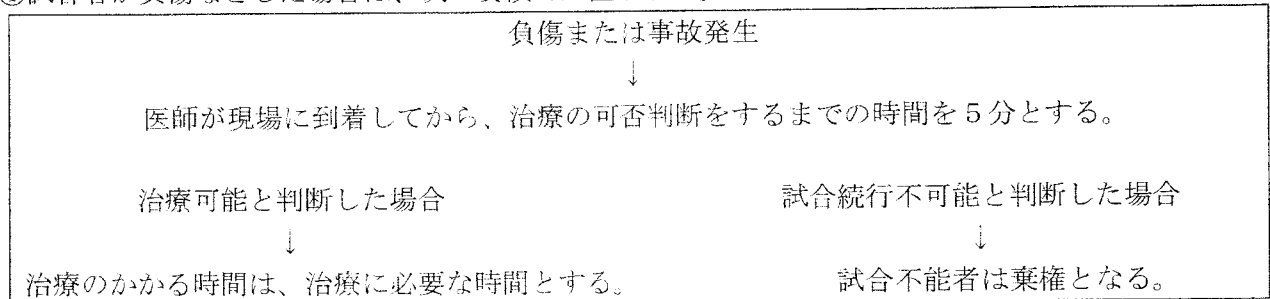 負傷または事故発生
↓
医師が現場に到着してから、治療の可否判断をするまでの時間を5分とする。
治療可能と判断した場合
試合続行不可能と判断した場合
↓
↓
治療のかかる時間は、治療に必要な時間とする。
試合不能者は棄権となる。